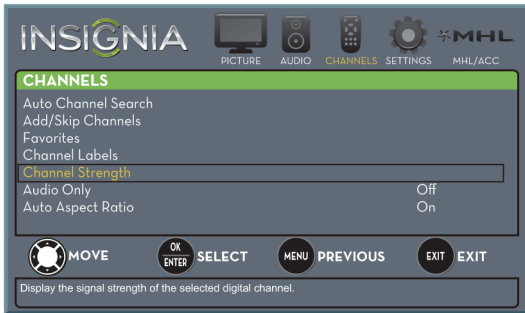 INSIGNIA
PICTURE AUDIO CHANNELS SETTINGS MHL MHL/ACC
CHANNELS
Auto Channel Search
Add/Skip Channels
Favorites
Channel Labels
Channel Strength
Audio Only Off
Auto Aspect Ratio On
MOVE OK ENTER SELECT MENU PREVIOUS EXIT EXIT
Display the signal strength of the selected digital channel.